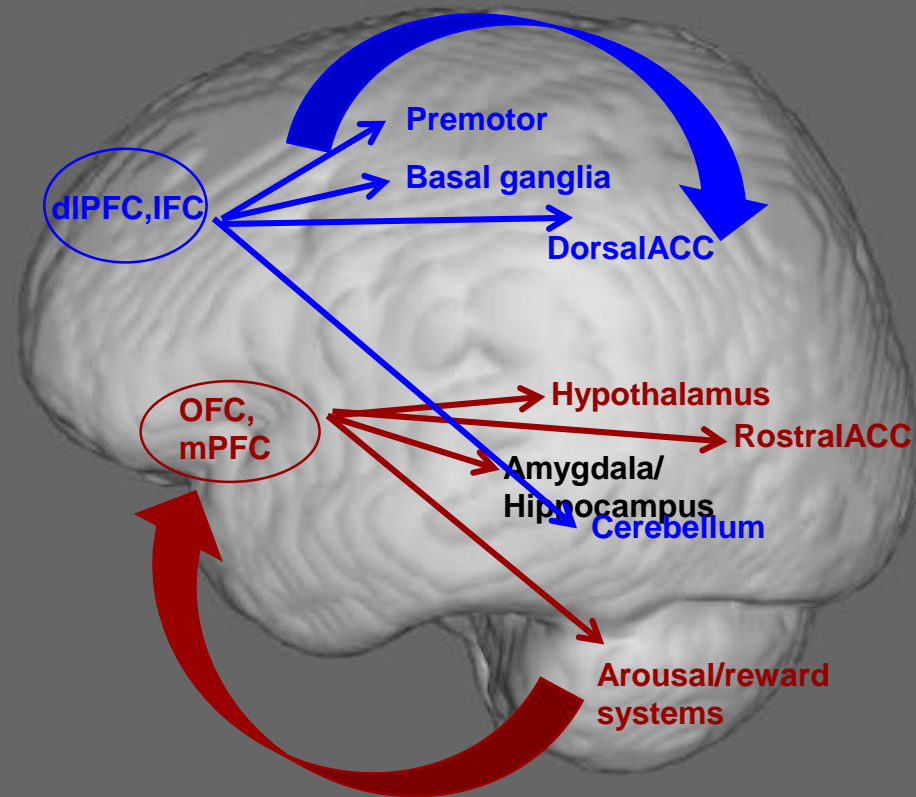 Premotor
Basal ganglia
dlPFC,IFC
DorsalACC
Hypothalamus
OFC,
mPFC
RostralACC
Amygdala/
Hippocampus
Cerebellum
Arousal/reward
systems